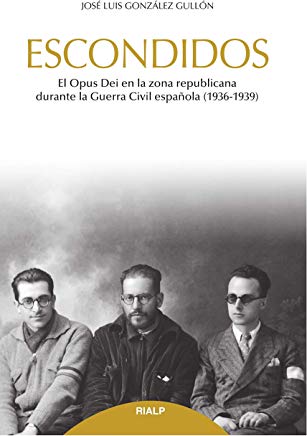 JOSÉ LUIS GONZÁLEZ GULLÓN
ESCONDIDOS
El Opus Dei en la zona republicana
durante la Guerra Civil española (1936-1939)
RIALP